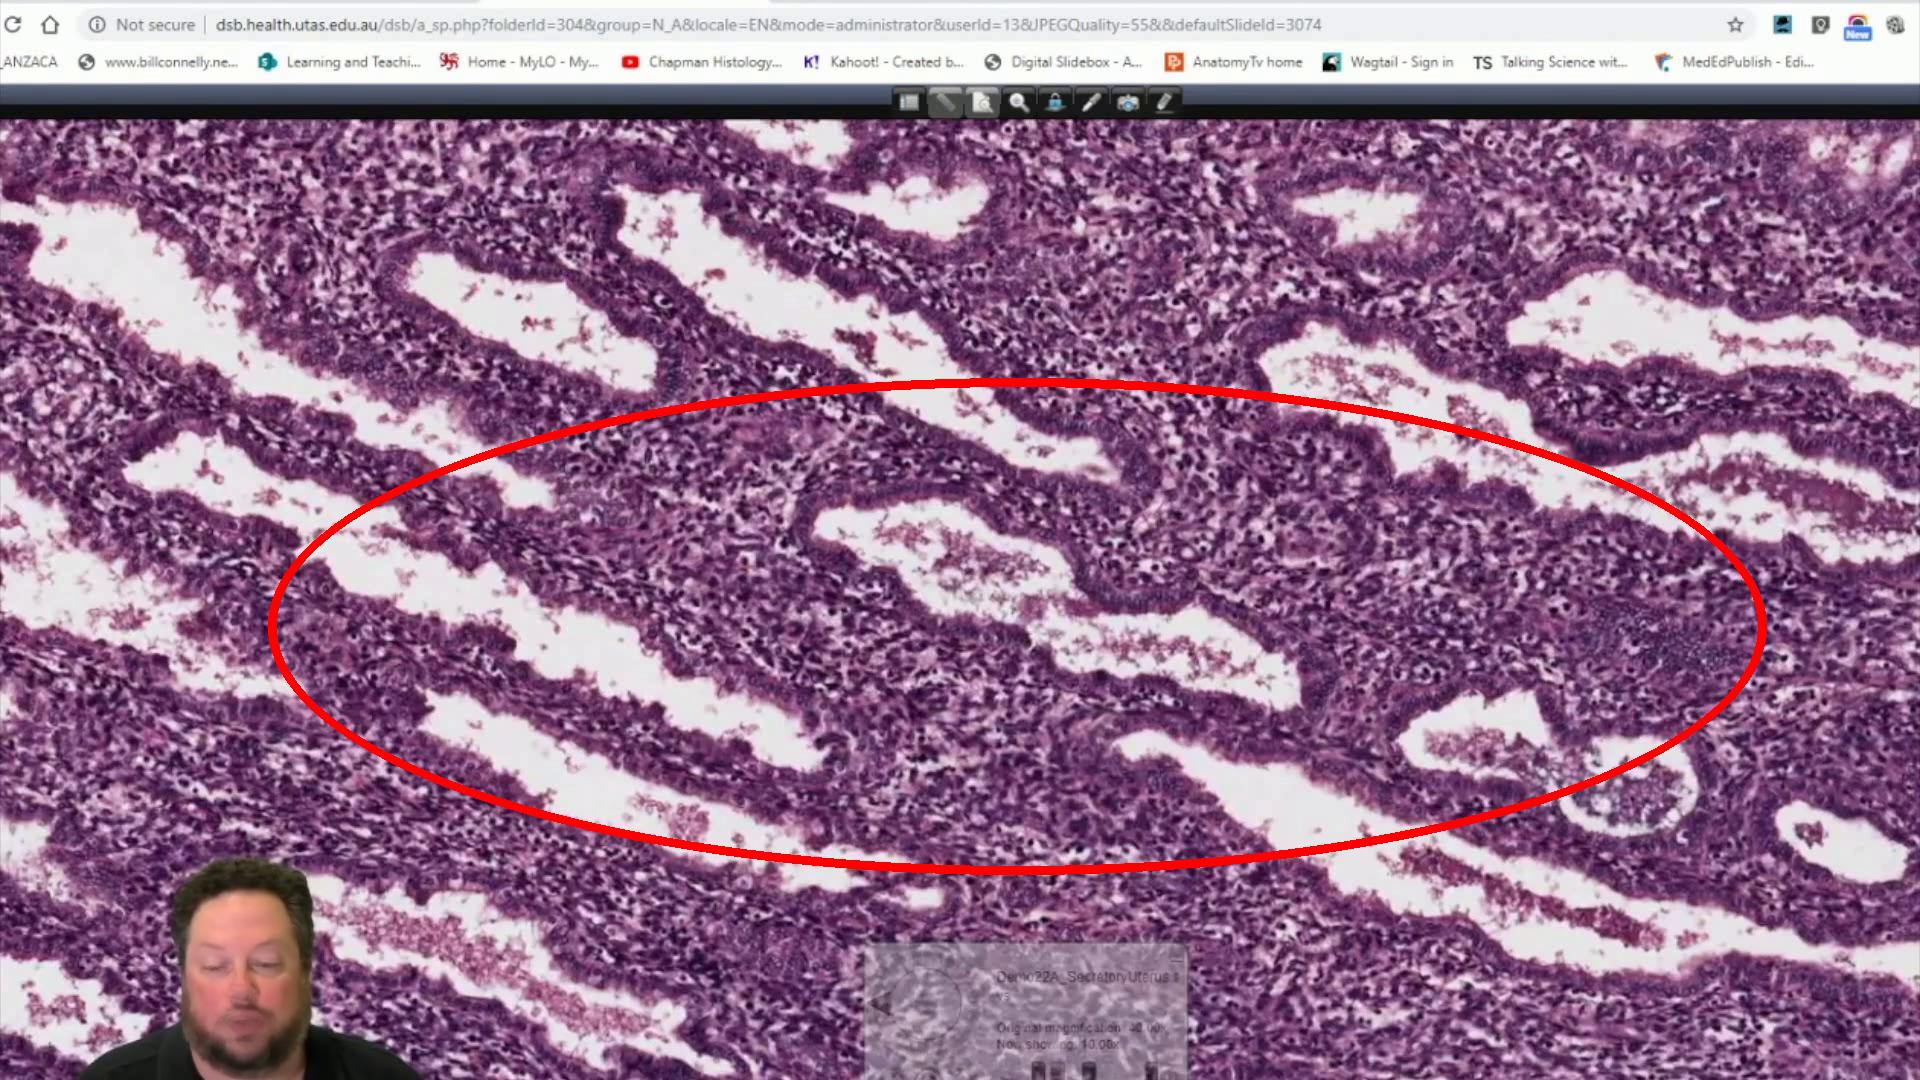 Not secure dsb.health.utas.edu.au/dsb/a_sp.php?folderId=304&group=N_A&locale=EN&mode=administrator&userId=13&JPEGQuality=55&&defaultSlideId=3074
New
ANZACA www.billconnelly.ne... Learning and Teachi... Home - MyLO - My... Chapman Histology... Kahoot! - Created b... Digital Slidebox - A... AnatomyTv home Wagtail - Sign in TS Talking Science wit... MedEdPublish - Edi...
Demo22A_SecretoryUterus
Original magnification: 40.00x
Now showing: 10.00x